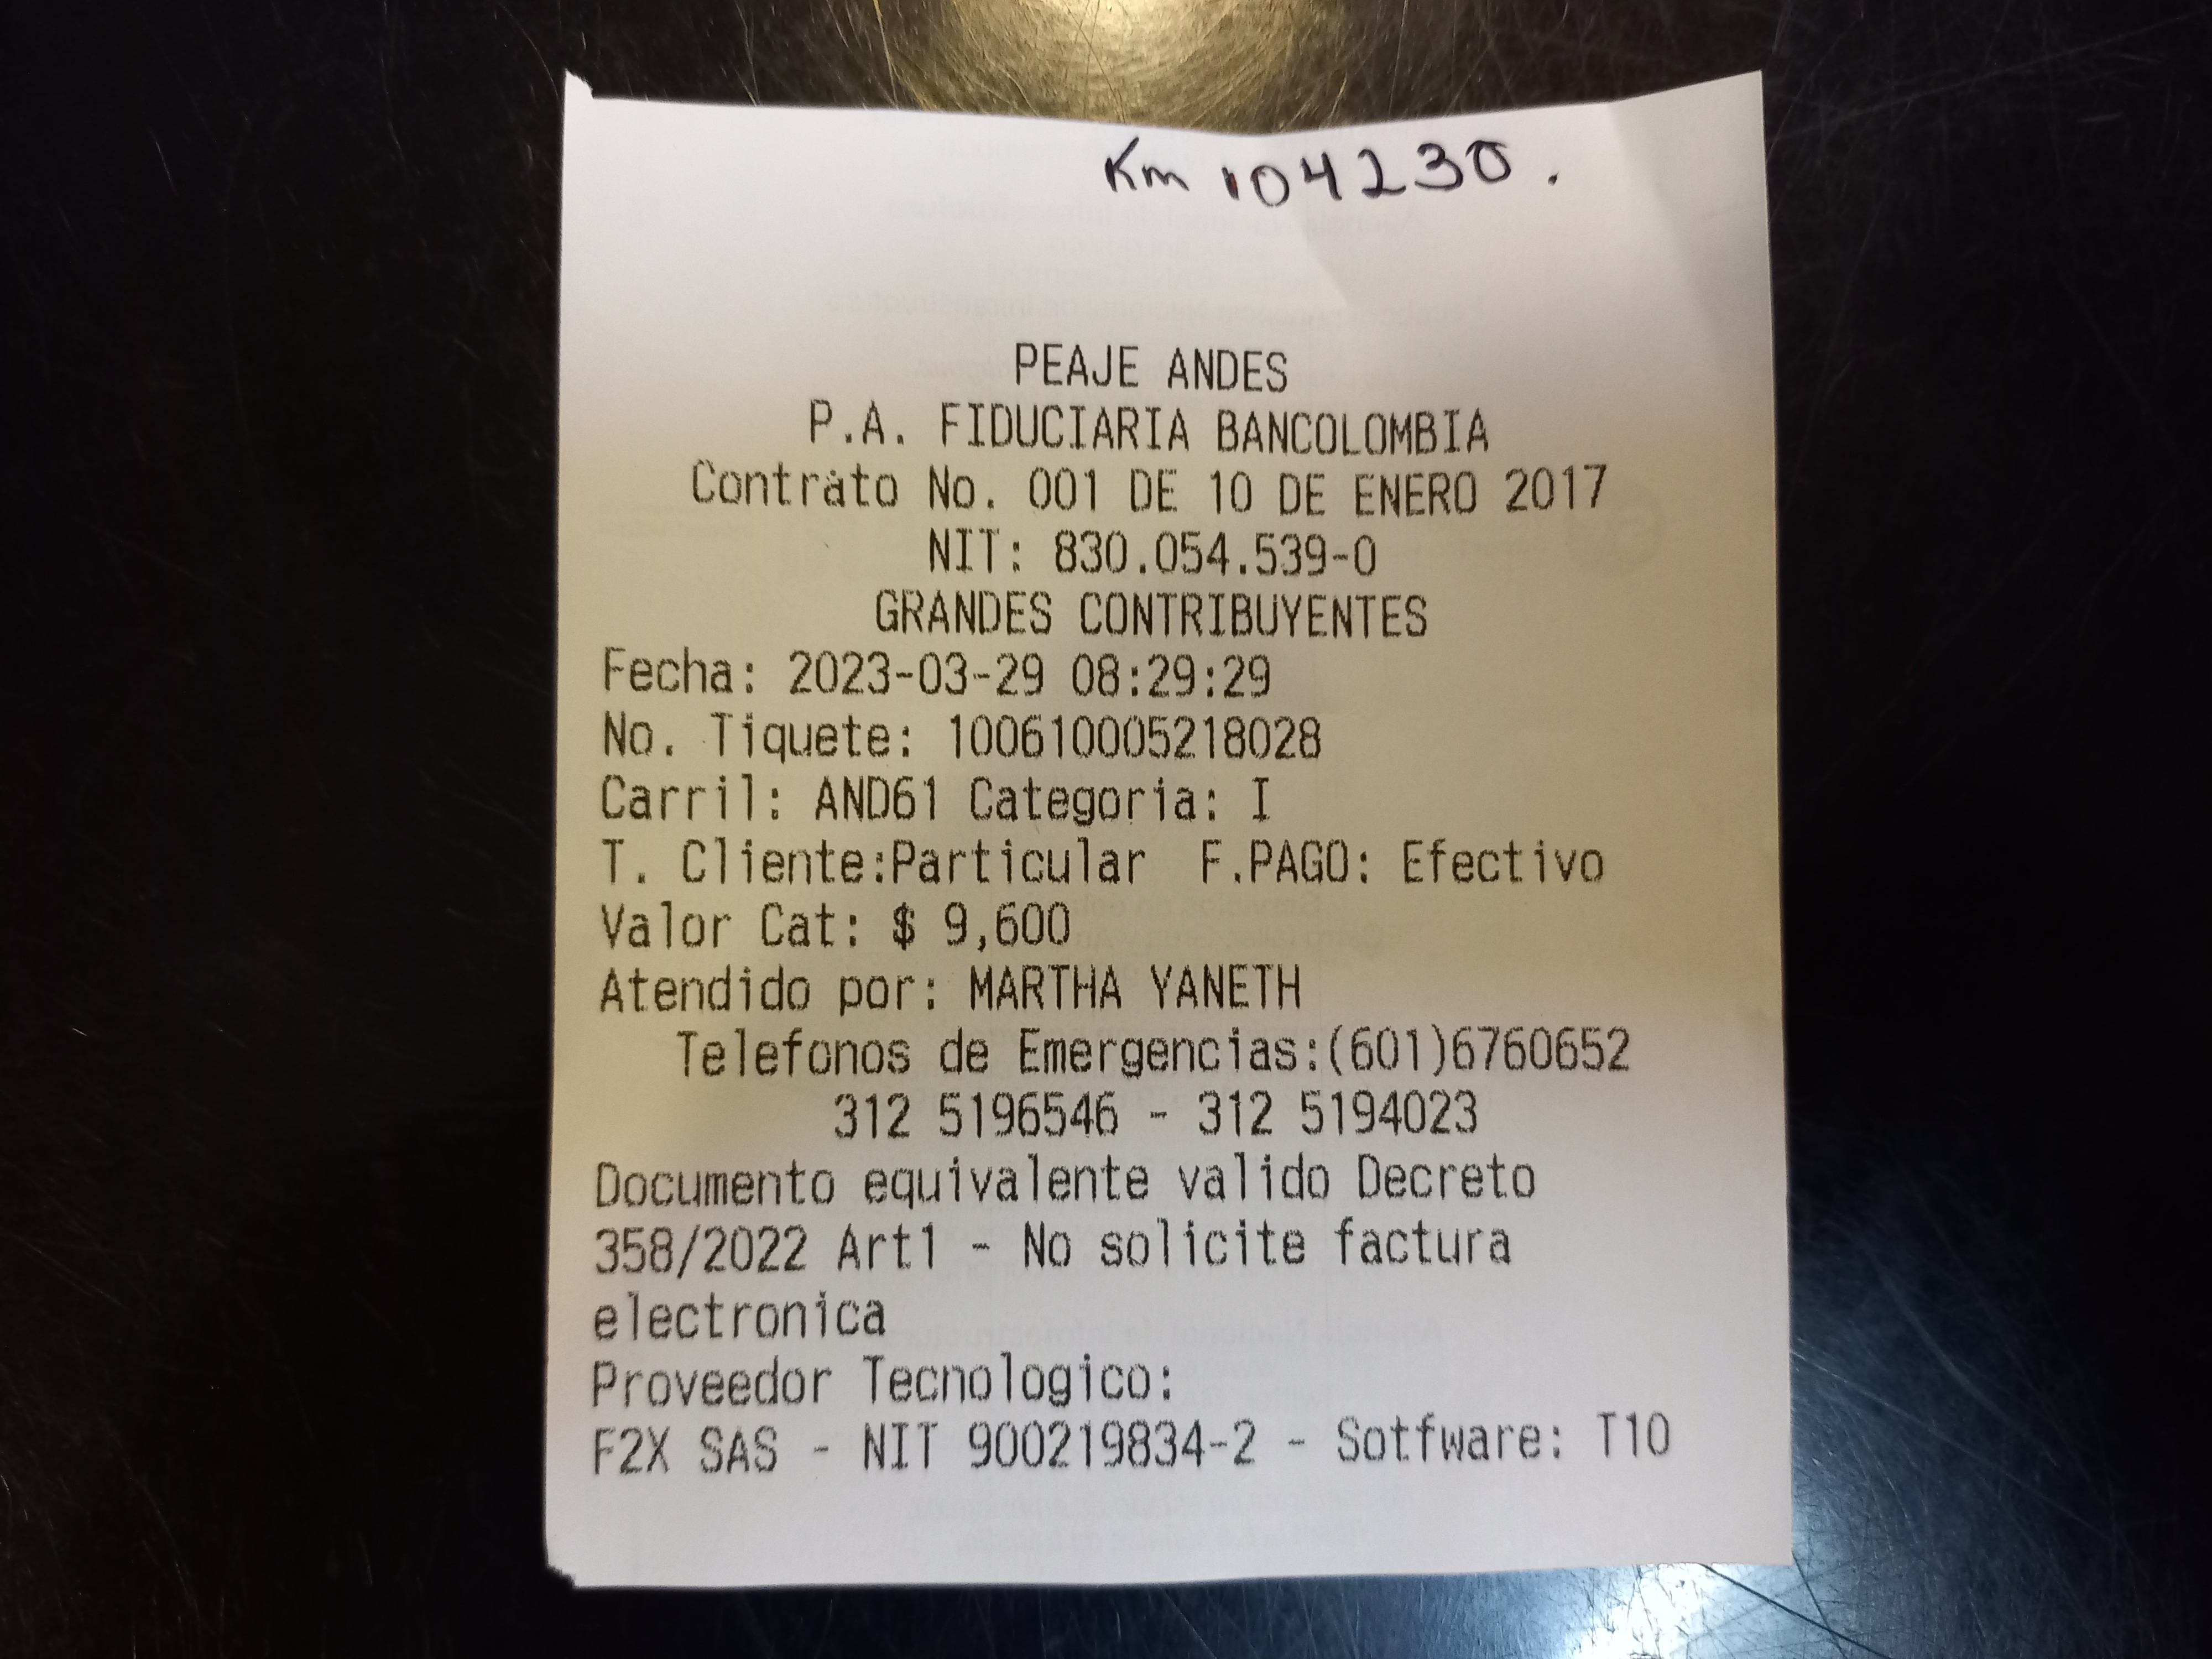 Km 104230.
PEAJE ANDES
P.A. FIDUCIARIA BANCOLOMBIA
Contrato No. 001 DE 10 DE ENERO 2017
NIT: 830.054.539-0
GRANDES CONTRIBUYENTES
Fecha: 2023-03-29 08:29:29
No. Tiquete: 100610005218028
Carril: AND61 Categoria: I
T. Cliente:Particular F.PAGO: Efectivo
Valor Cat: $ 9,600
Atendido por: MARTHA YANETH
Telefonos de Emergencias:(601)6760652
312 5196546 - 312 5194023
Documento equivalente valido Decreto
358/2022 Art1 - No solicite factura
electronica
Proveedor Tecnologico:
F2X SAS - NIT 900219834-2 - Sotfware: T10